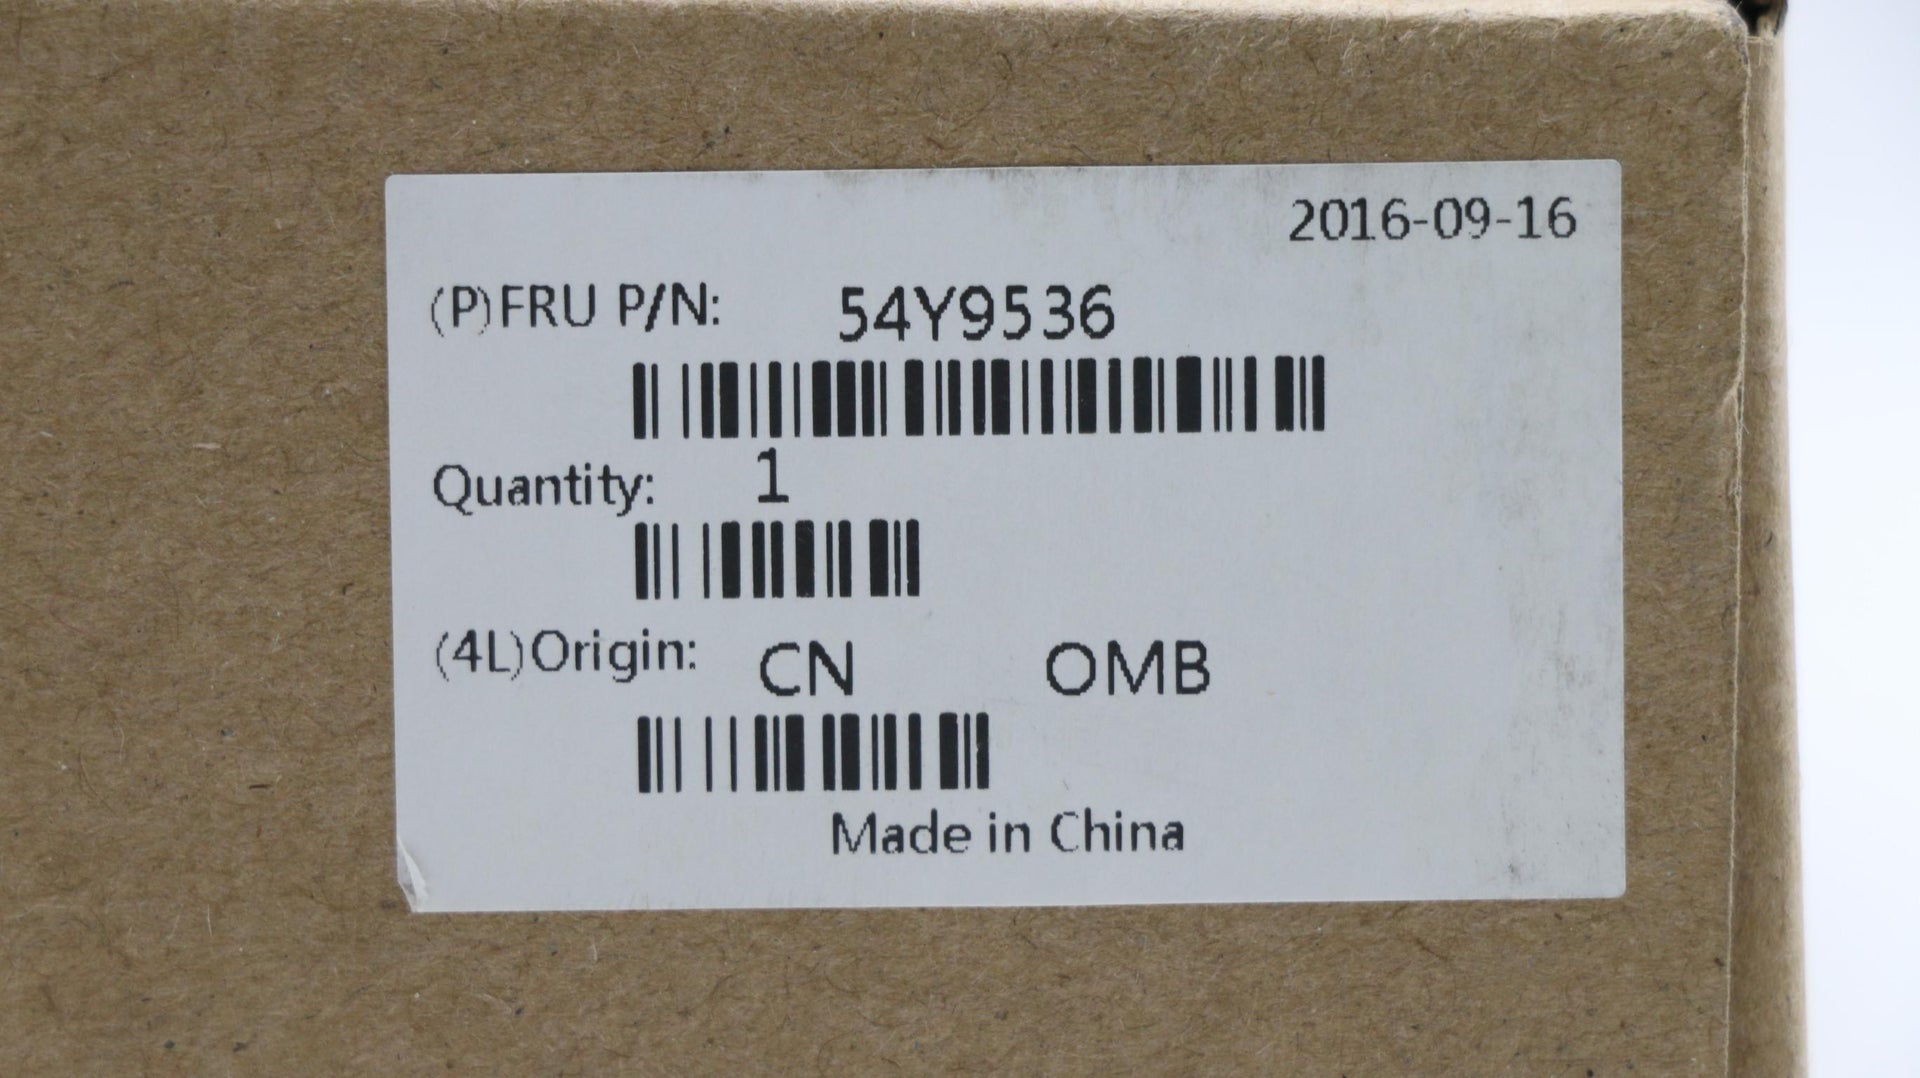 2016-09-16
(P)FRU P/N: 54Y9536
Quantity: 1
(4L)Origin: CN OMB
Made in China